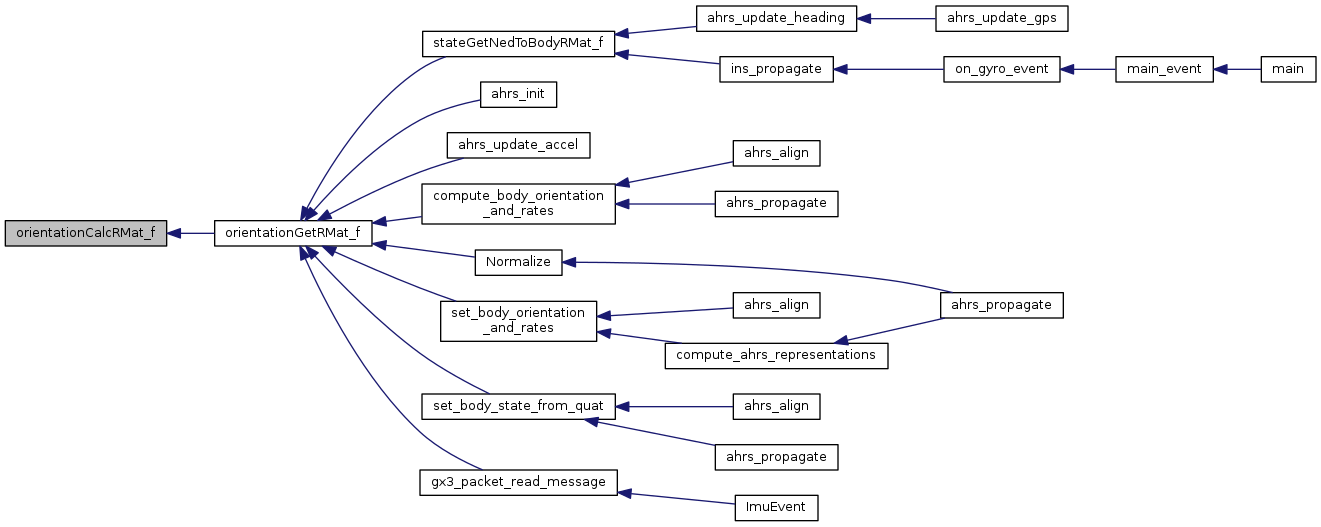 ahrs_update_heading
ahrs_update_gps
stateGetNedToBodyRMat_f
ins_propagate
on_gyro_event
main_event
main
ahrs_init
ahrs_update_accel
ahrs_align
compute_body_orientation
_and_rates
ahrs_propagate
orientationCalcRMat_f
orientationGetRMat_f
Normalize
ahrs_align
ahrs_propagate
set_body_orientation
_and_rates
compute_ahrs_representations
set_body_state_from_quat
ahrs_align
ahrs_propagate
gx3_packet_read_message
ImuEvent